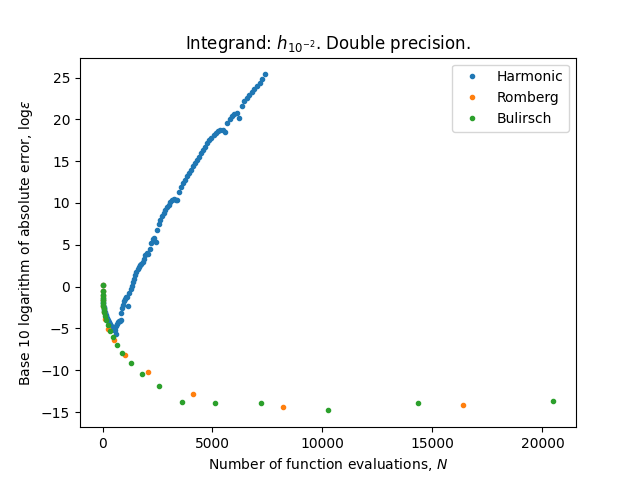 Integrand: h₁₀⁻². Double precision.
Harmonic
Romberg
Bulirsch
Base 10 logarithm of absolute error, logε
25
20
15
10
5
0
−5
−10
−15
0 5000 10000 15000 20000
Number of function evaluations, N